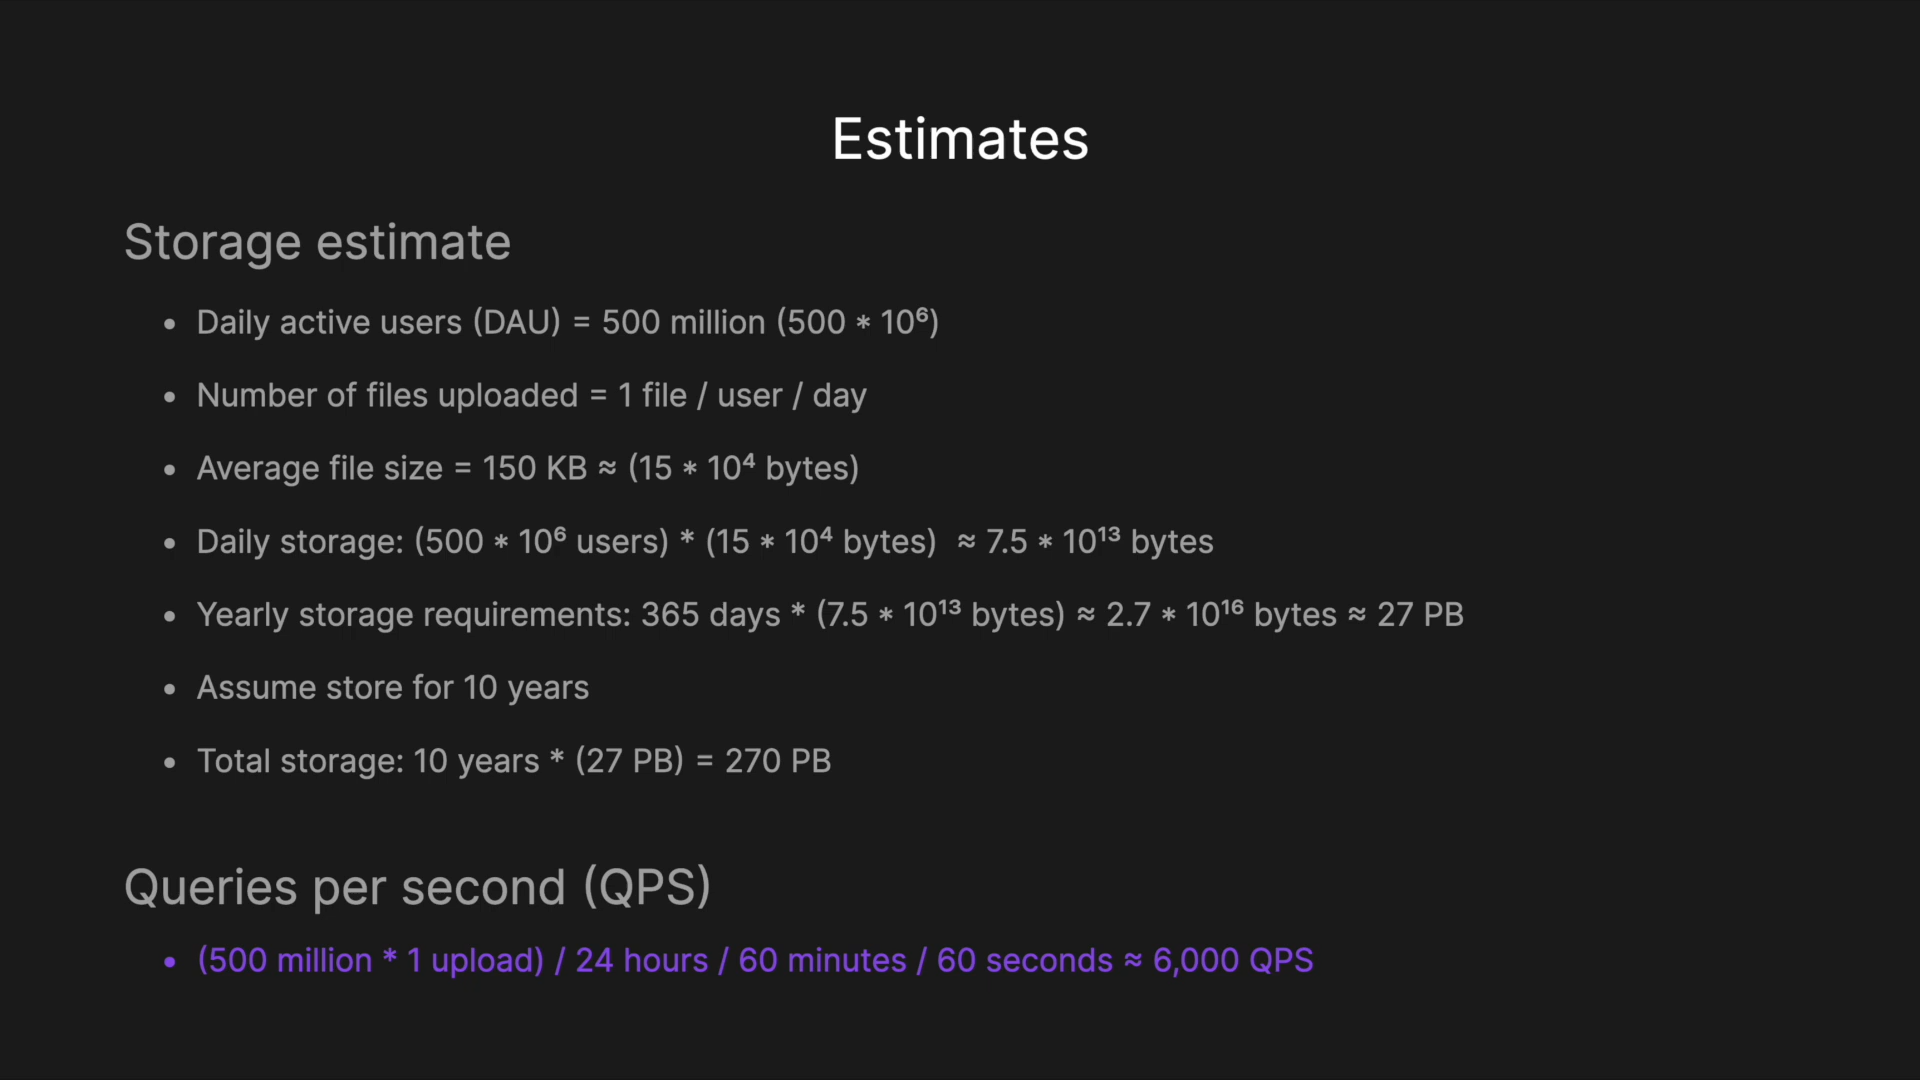 Estimates
Storage estimate
• Daily active users (DAU) = 500 million (500 * 10⁶)
• Number of files uploaded = 1 file / user / day
• Average file size = 150 KB ≈ (15 * 10⁴ bytes)
• Daily storage: (500 * 10⁶ users) * (15 * 10⁴ bytes) ≈ 7.5 * 10¹³ bytes
• Yearly storage requirements: 365 days * (7.5 * 10¹³ bytes) ≈ 2.7 * 10¹⁶ bytes ≈ 27 PB
• Assume store for 10 years
• Total storage: 10 years * (27 PB) = 270 PB
Queries per second (QPS)
• (500 million * 1 upload) / 24 hours / 60 minutes / 60 seconds ≈ 6,000 QPS